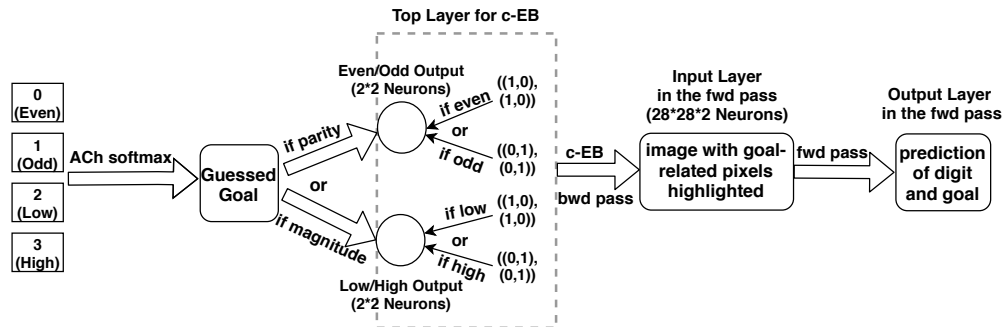 Top Layer for c-EB
0
(Even)
1
(Odd)
2
(Low)
3
(High)
ACh softmax
Guessed
Goal
if parity
or
if magnitude
Even/Odd Output
(2*2 Neurons)
if even
((1,0),
(1,0))
or
if odd
((0,1),
(0,1))
if low
((1,0),
(1,0))
or
if high
((0,1),
(0,1))
Low/High Output
(2*2 Neurons)
c-EB
bwd pass
Input Layer
in the fwd pass
(28*28*2 Neurons)
image with goal-
related pixels
highlighted
fwd pass
Output Layer
in the fwd pass
prediction
of digit
and goal